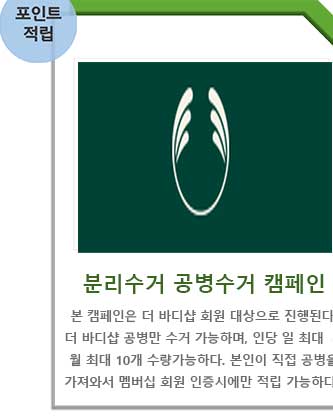 포인트
적립
분리수거 공병수거 캠페인
본 캠페인은 더 바디샵 회원 대상으로 진행된다
더 바디샵 공병만 수거 가능하며, 인당 일 최대
월 최대 10개 수량가능하다. 본인이 직접 공병을
가져와서 멤버십 회원 인증시에만 적립 가능하다